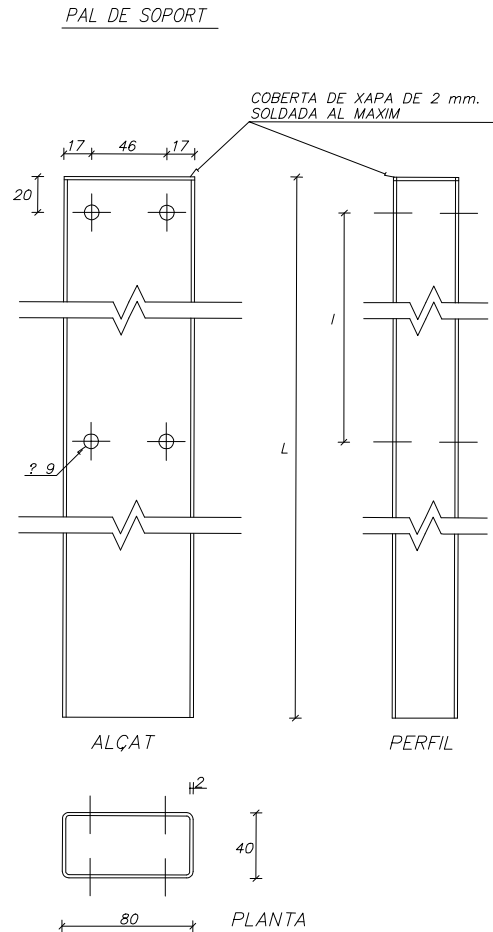 PAL DE SOPORT
COBERTA DE XAPA DE 2 mm.
SOLDADA AL MAXIM
17 46 17
20
l
L
? 9
ALÇAT
PERFIL
2
40
80
PLANTA